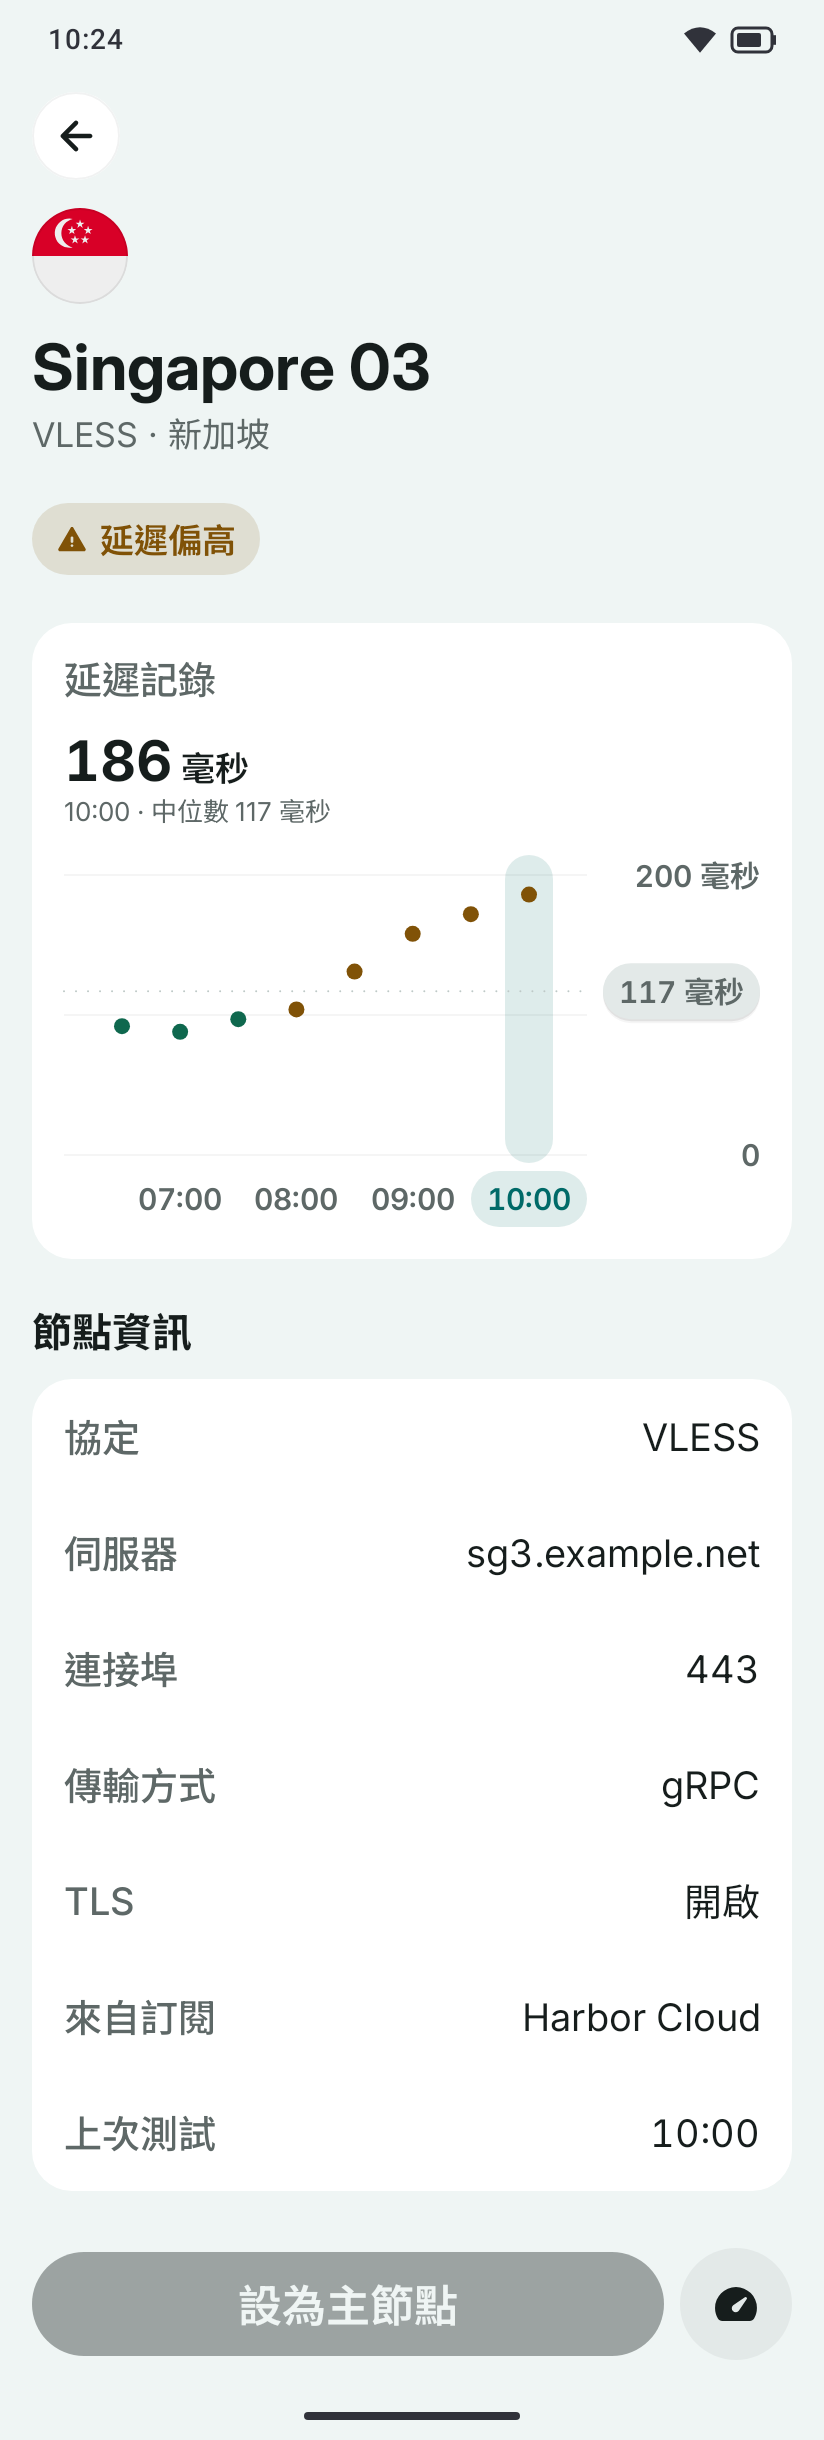 10:24
Singapore 03
VLESS · 新加坡
延遲偏高
延遲記錄
186 毫秒
10:00 · 中位數 117 毫秒
200 毫秒
117 毫秒
0
07:00 08:00 09:00 10:00
節點資訊
協定 VLESS
伺服器 sg3.example.net
連接埠 443
傳輸方式 gRPC
TLS 開啟
來自訂閱 Harbor Cloud
上次測試 10:00
設為主節點